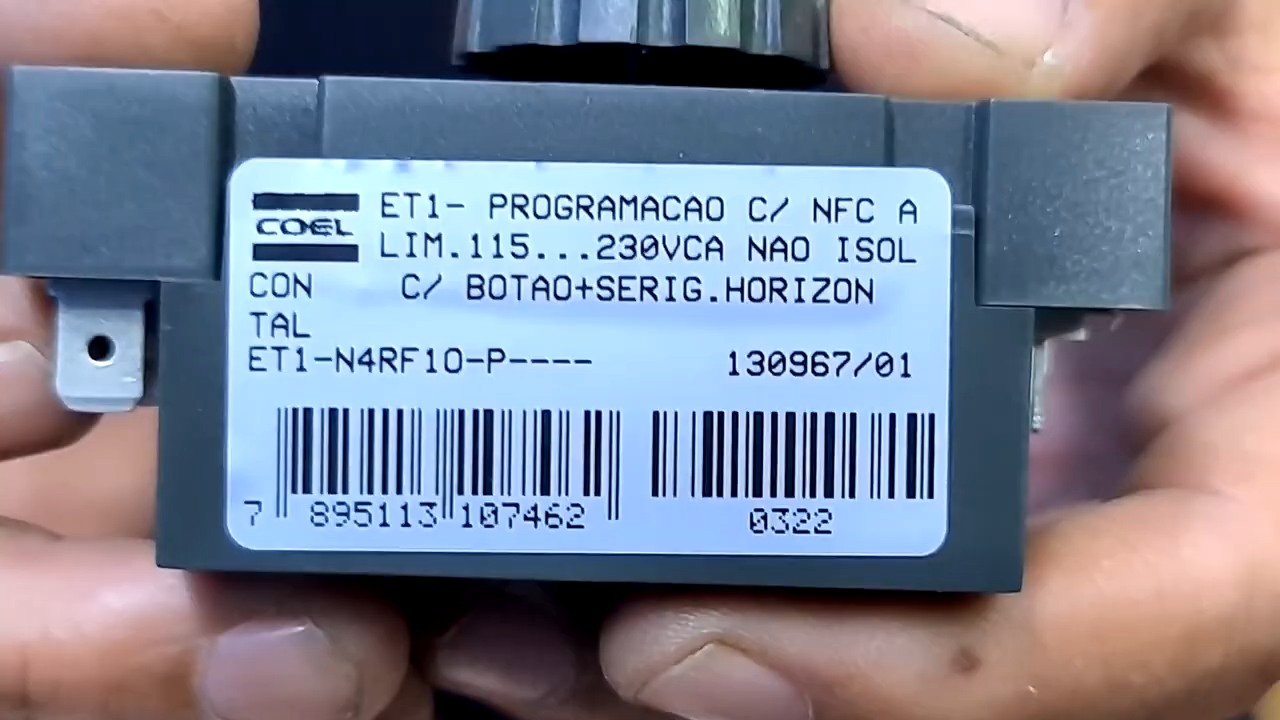 COEL
ET1- PROGRAMACAO C/ NFC A
LIM.115...230VCA NAO ISOL
CON C/ BOTAO+SERIG.HORIZON
TAL
ET1-N4RF10-P---- 130967/01
7 895113 107462 0322